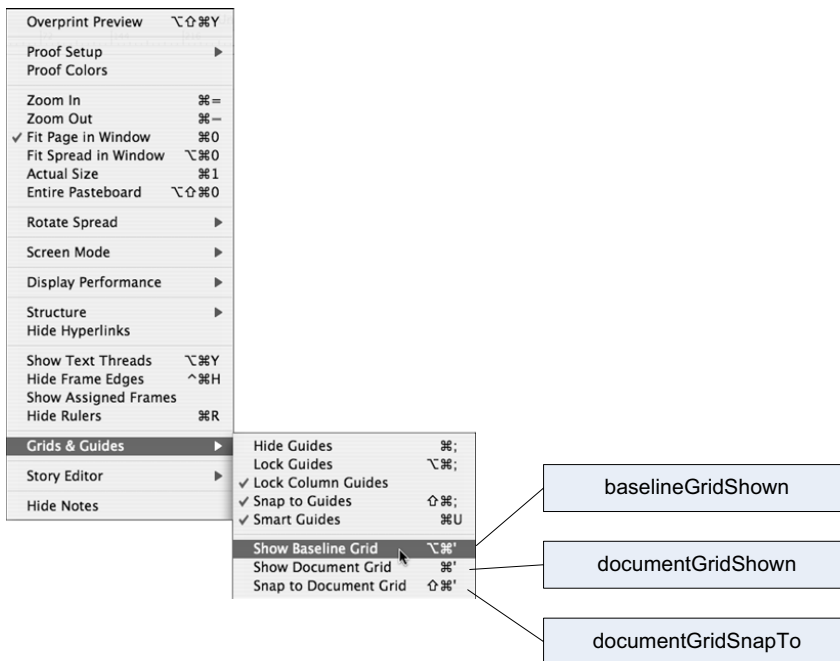 Overprint Preview ⌥⇧⌘Y
Proof Setup ▶
Proof Colors
Zoom In ⌘=
Zoom Out ⌘−
✓ Fit Page in Window ⌘0
Fit Spread in Window ⌥⌘0
Actual Size ⌘1
Entire Pasteboard ⌥⇧⌘0
Rotate Spread ▶
Screen Mode ▶
Display Performance ▶
Structure ▶
Hide Hyperlinks
Show Text Threads ⌥⌘Y
Hide Frame Edges ^⌘H
Show Assigned Frames
Hide Rulers ⌘R
Grids & Guides ▶
Story Editor ▶
Hide Notes
Hide Guides ⌘;
Lock Guides ⌥⌘;
✓ Lock Column Guides
✓ Snap to Guides ⇧⌘;
✓ Smart Guides ⌘U
Show Baseline Grid ⌥⌘'
Show Document Grid ⌘'
Snap to Document Grid ⇧⌘'
baselineGridShown
documentGridShown
documentGridSnapTo